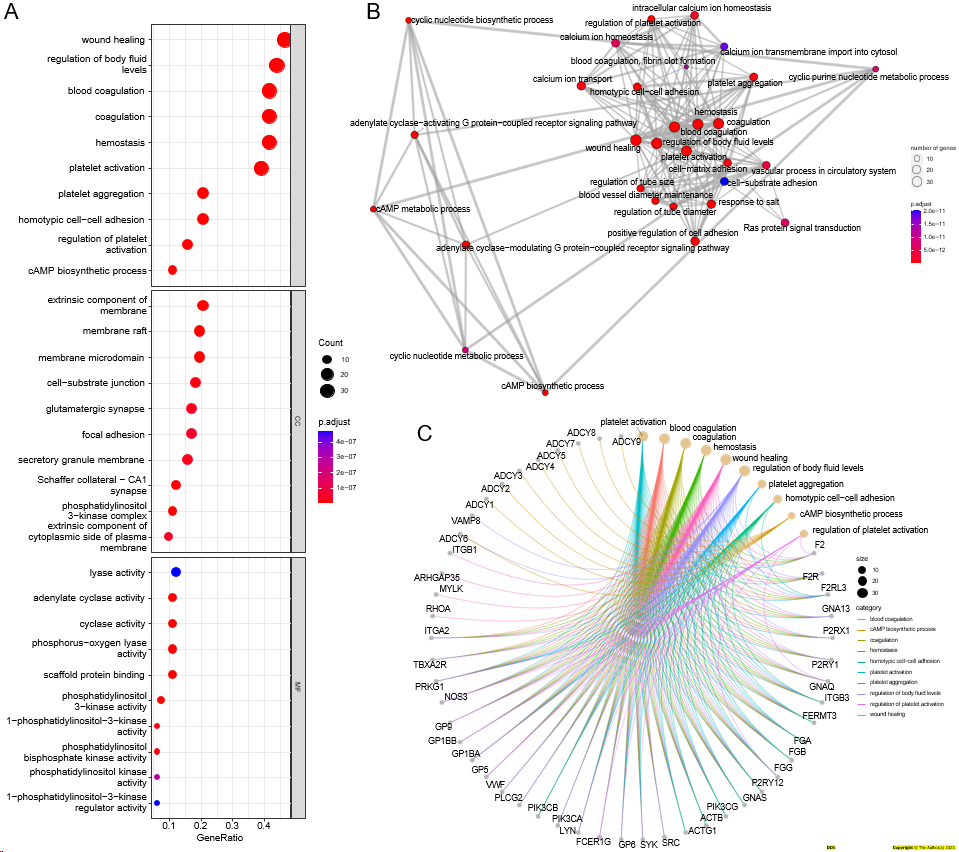 A
wound healing
regulation of body fluid
levels
blood coagulation
coagulation
hemostasis
platelet activation
platelet aggregation
homotypic cell−cell adhesion
regulation of platelet
activation
cAMP biosynthetic process
extrinsic component of
membrane
membrane raft
membrane microdomain
cell−substrate junction
glutamatergic synapse
focal adhesion
secretory granule membrane
Schaffer collateral − CA1
synapse
phosphatidylinositol
3−kinase complex
extrinsic component of
cytoplasmic side of plasma
membrane
CC
lyase activity
adenylate cyclase activity
cyclase activity
phosphorus−oxygen lyase
activity
scaffold protein binding
phosphatidylinositol
3−kinase activity
1−phosphatidylinositol−3−kinase
activity
phosphatidylinositol
bisphosphate kinase activity
phosphatidylinositol kinase
activity
1−phosphatidylinositol−3−kinase
regulator activity
MF
0.1 0.2 0.3 0.4
GeneRatio
Count
10
20
30
p.adjust
4e−07
3e−07
2e−07
1e−07
B
cyclic nucleotide biosynthetic process
intracellular calcium ion homeostasis
regulation of platelet activation
calcium ion homeostasis
calcium ion transmembrane import into cytosol
blood coagulation, fibrin clot formation
cyclic purine nucleotide metabolic process
calcium ion transport
platelet aggregation
homotypic cell−cell adhesion
hemostasis
adenylate cyclase−activating G protein−coupled receptor signaling pathway
coagulation
blood coagulation
wound healing
regulation of body fluid levels
platelet activation
cell−matrix adhesion
vascular process in circulatory system
regulation of tube size
cell−substrate adhesion
blood vessel diameter maintenance
response to salt
cAMP metabolic process
regulation of tube diameter
Ras protein signal transduction
positive regulation of cell adhesion
adenylate cyclase−modulating G protein−coupled receptor signaling pathway
cyclic nucleotide metabolic process
cAMP biosynthetic process
number of genes
10
20
30
p.adjust
2.0e−11
1.5e−11
1.0e−11
5.0e−12
C
platelet activation
blood coagulation
coagulation
hemostasis
wound healing
regulation of body fluid levels
platelet aggregation
homotypic cell−cell adhesion
cAMP biosynthetic process
regulation of platelet activation
F2
F2R
F2RL3
GNA13
P2RX1
P2RY1
GNAQ
ITGB3
FERMT3
FGA
FGB
FGG
P2RY12
GNAS
PIK3CG
ACTB
ACTG1
SRC
SYK
GP6
FCER1G
LYN
PIK3CA
PIK3CB
PLCG2
VWF
GP5
GP1BA
GP1BB
GP9
NOS3
PRKG1
TBXA2R
ITGA2
RHOA
MYLK
ARHGAP35
ITGB1
ADCY6
VAMP8
ADCY1
ADCY2
ADCY3
ADCY4
ADCY5
ADCY7
ADCY8
ADCY9
size
10
20
30
category
blood coagulation
cAMP biosynthetic process
coagulation
hemostasis
homotypic cell−cell adhesion
platelet activation
platelet aggregation
regulation of body fluid levels
regulation of platelet activation
wound healing
DOI
Copyright © The Author(s) 2021.